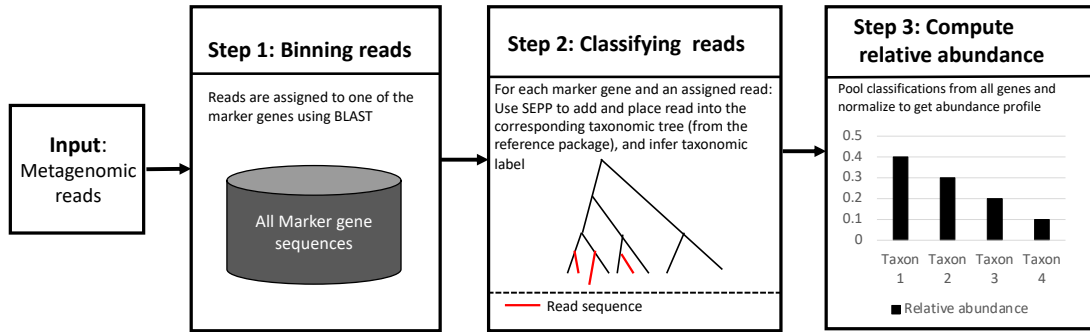 Input:
Metagenomic
reads
Step 1: Binning reads
Reads are assigned to one of the
marker genes using BLAST
All Marker gene
sequences
Step 2: Classifying reads
For each marker gene and an assigned read:
Use SEPP to add and place read into the
corresponding taxonomic tree (from the
reference package), and infer taxonomic
label
Read sequence
Step 3: Compute
relative abundance
Pool classifications from all genes and
normalize to get abundance profile
0.5
0.4
0.3
0.2
0.1
0
Taxon Taxon Taxon Taxon
1 2 3 4
Relative abundance